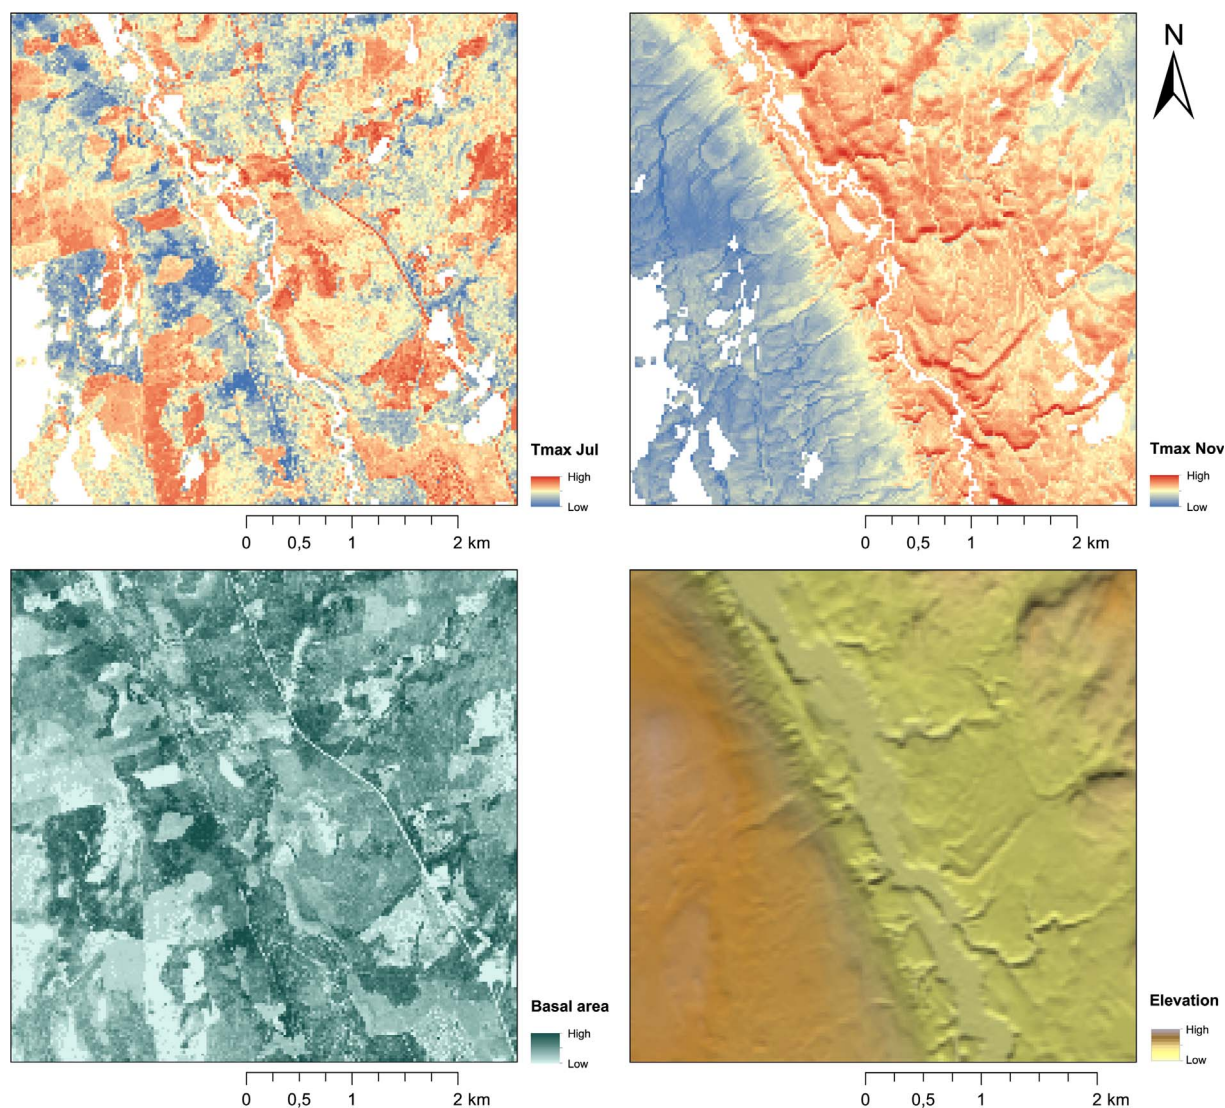 N
Tmax Jul
High
Low
0 0,5 1 2 km
Tmax Nov
High
Low
0 0,5 1 2 km
Basal area
High
Low
0 0,5 1 2 km
Elevation
High
Low
0 0,5 1 2 km